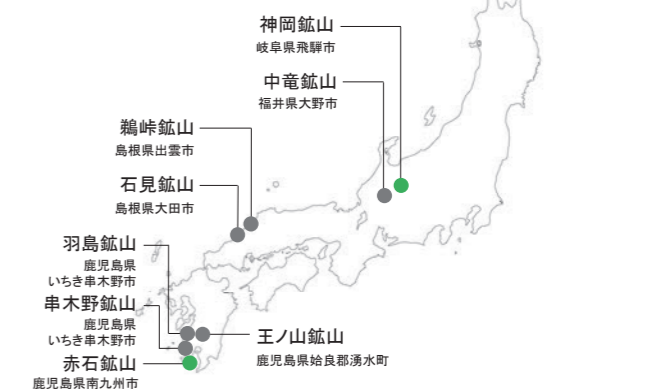 神岡鉱山
岐阜県飛騨市
中竜鉱山
福井県大野市
鵜峠鉱山
島根県出雲市
石見鉱山
島根県大田市
羽島鉱山
鹿児島県
いちき串木野市
串木野鉱山
鹿児島県
いちき串木野市
赤石鉱山
鹿児島県南九州市
王ノ山鉱山
鹿児島県姶良郡湧水町